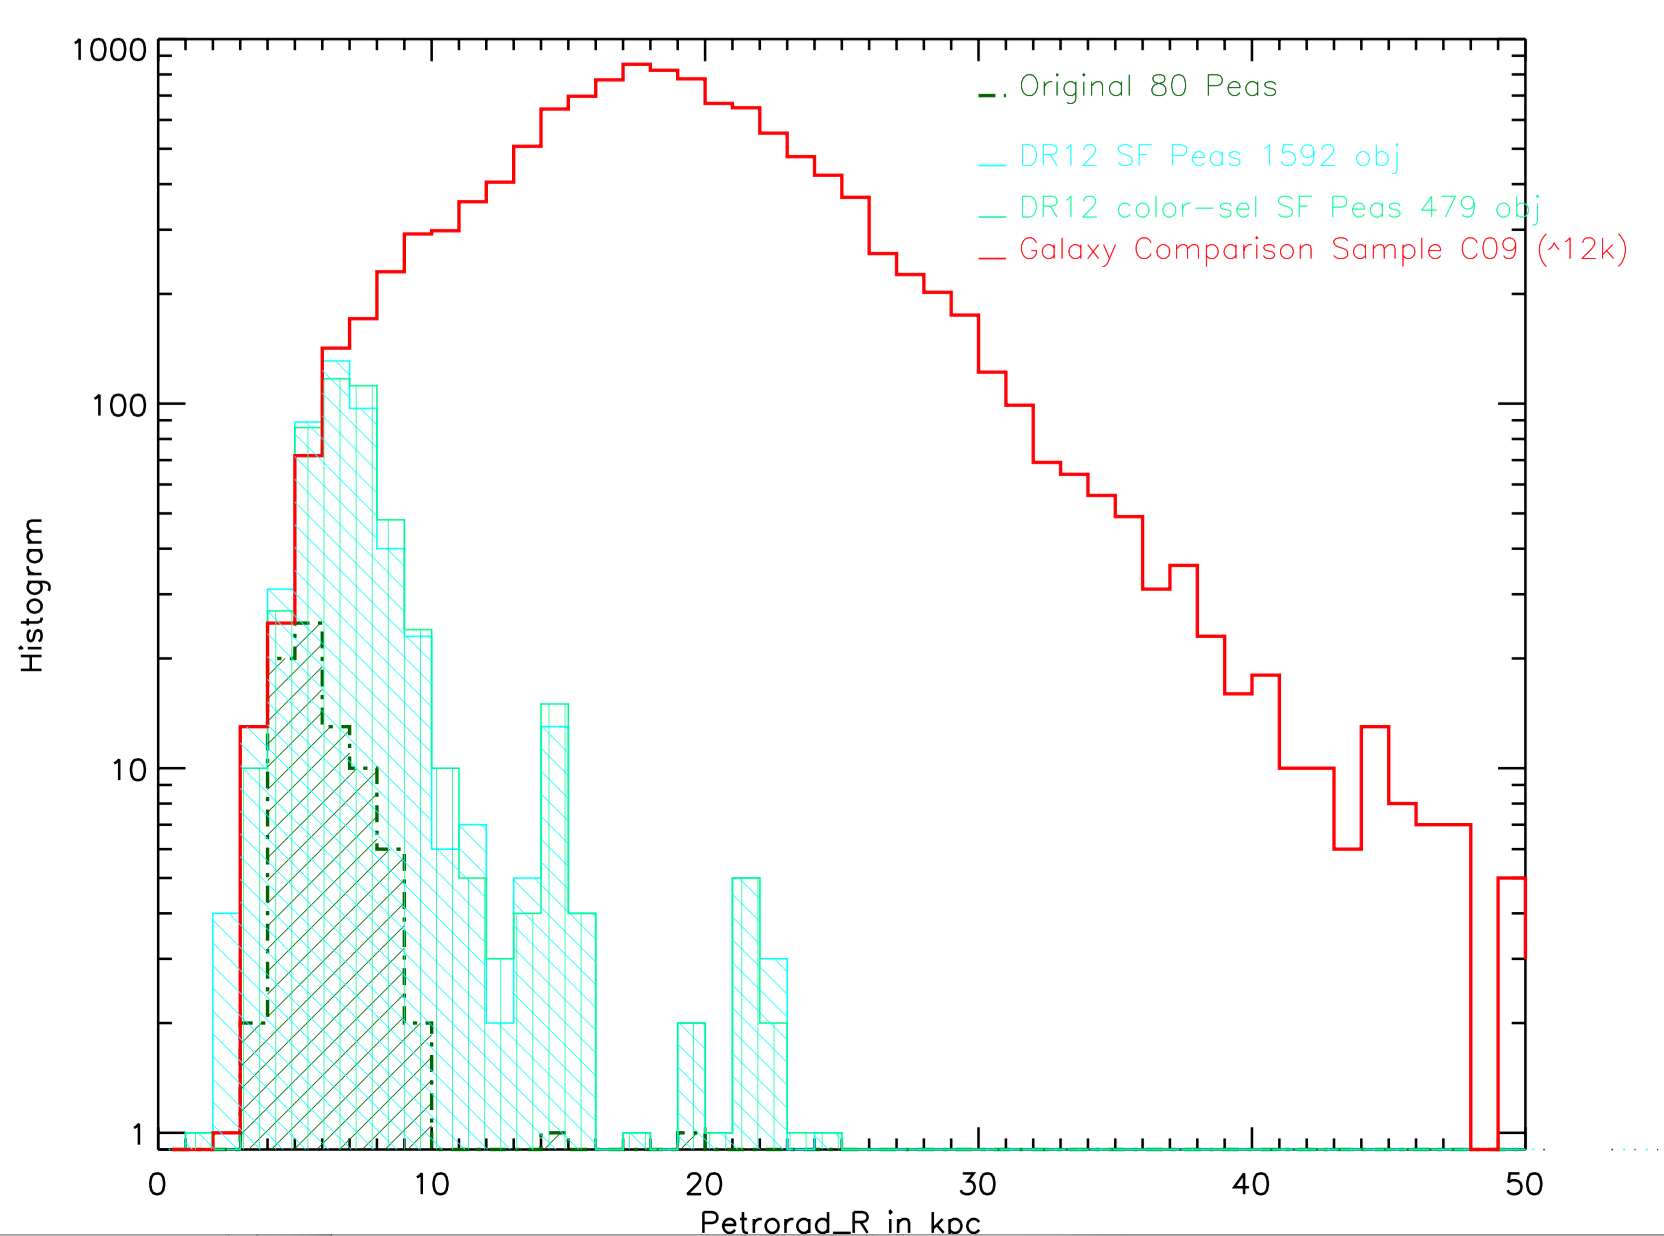 1000
Original 80 Peas
DR12 SF Peas 1592 obj
DR12 color-sel SF Peas 479 obj
Galaxy Comparison Sample C09 (^12k)
100
Histogram
10
1
0 10 20 30 40 50
Petrorad_R in kpc